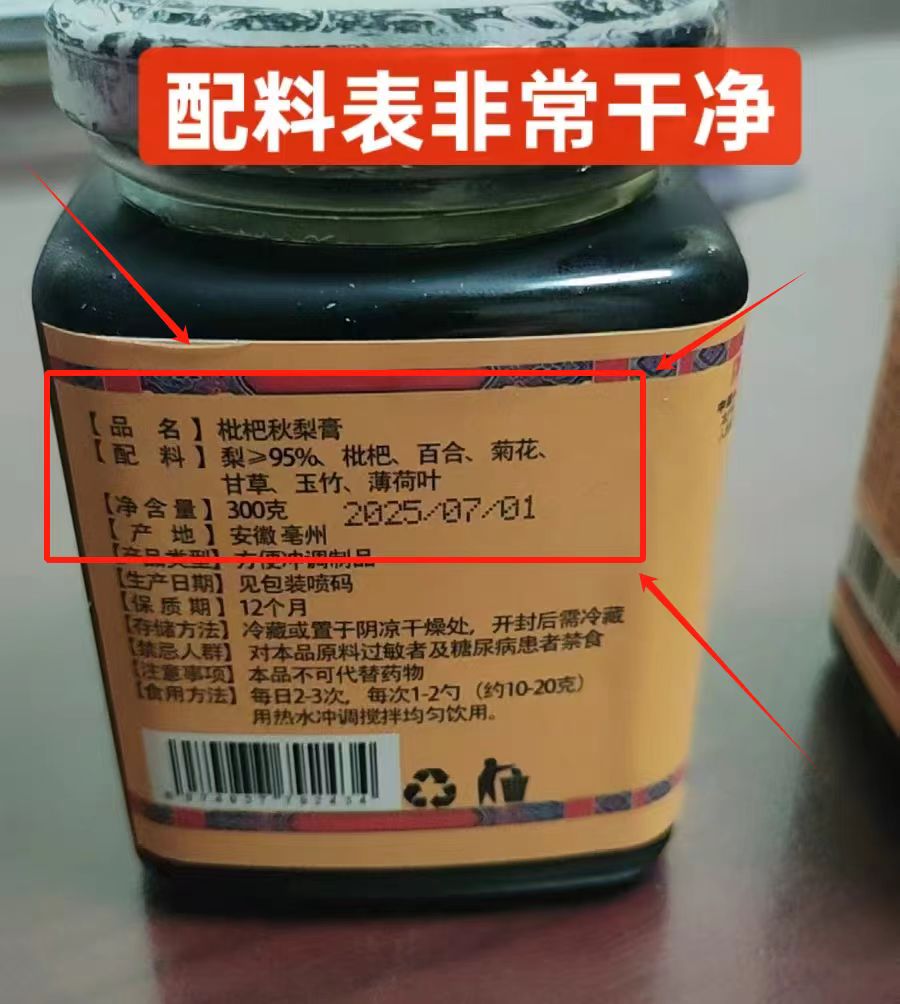 配料表非常干净
【品名】枇杷秋梨膏
【配料】梨≥95%、枇杷、百合、菊花、
甘草、玉竹、薄荷叶
【净含量】300克
2025/07/01
【产地】安徽亳州
【产品类型】方便冲调制品
【生产日期】见包装喷码
【保质期】12个月
【存储方法】冷藏或置于阴凉干燥处，开封后需冷藏
【禁忌人群】对本品原料过敏者及糖尿病患者禁食
【注意事项】本品不可代替药物
【食用方法】每日2-3次，每次1-2勺（约10-20克）
用热水冲调搅拌均匀饮用。